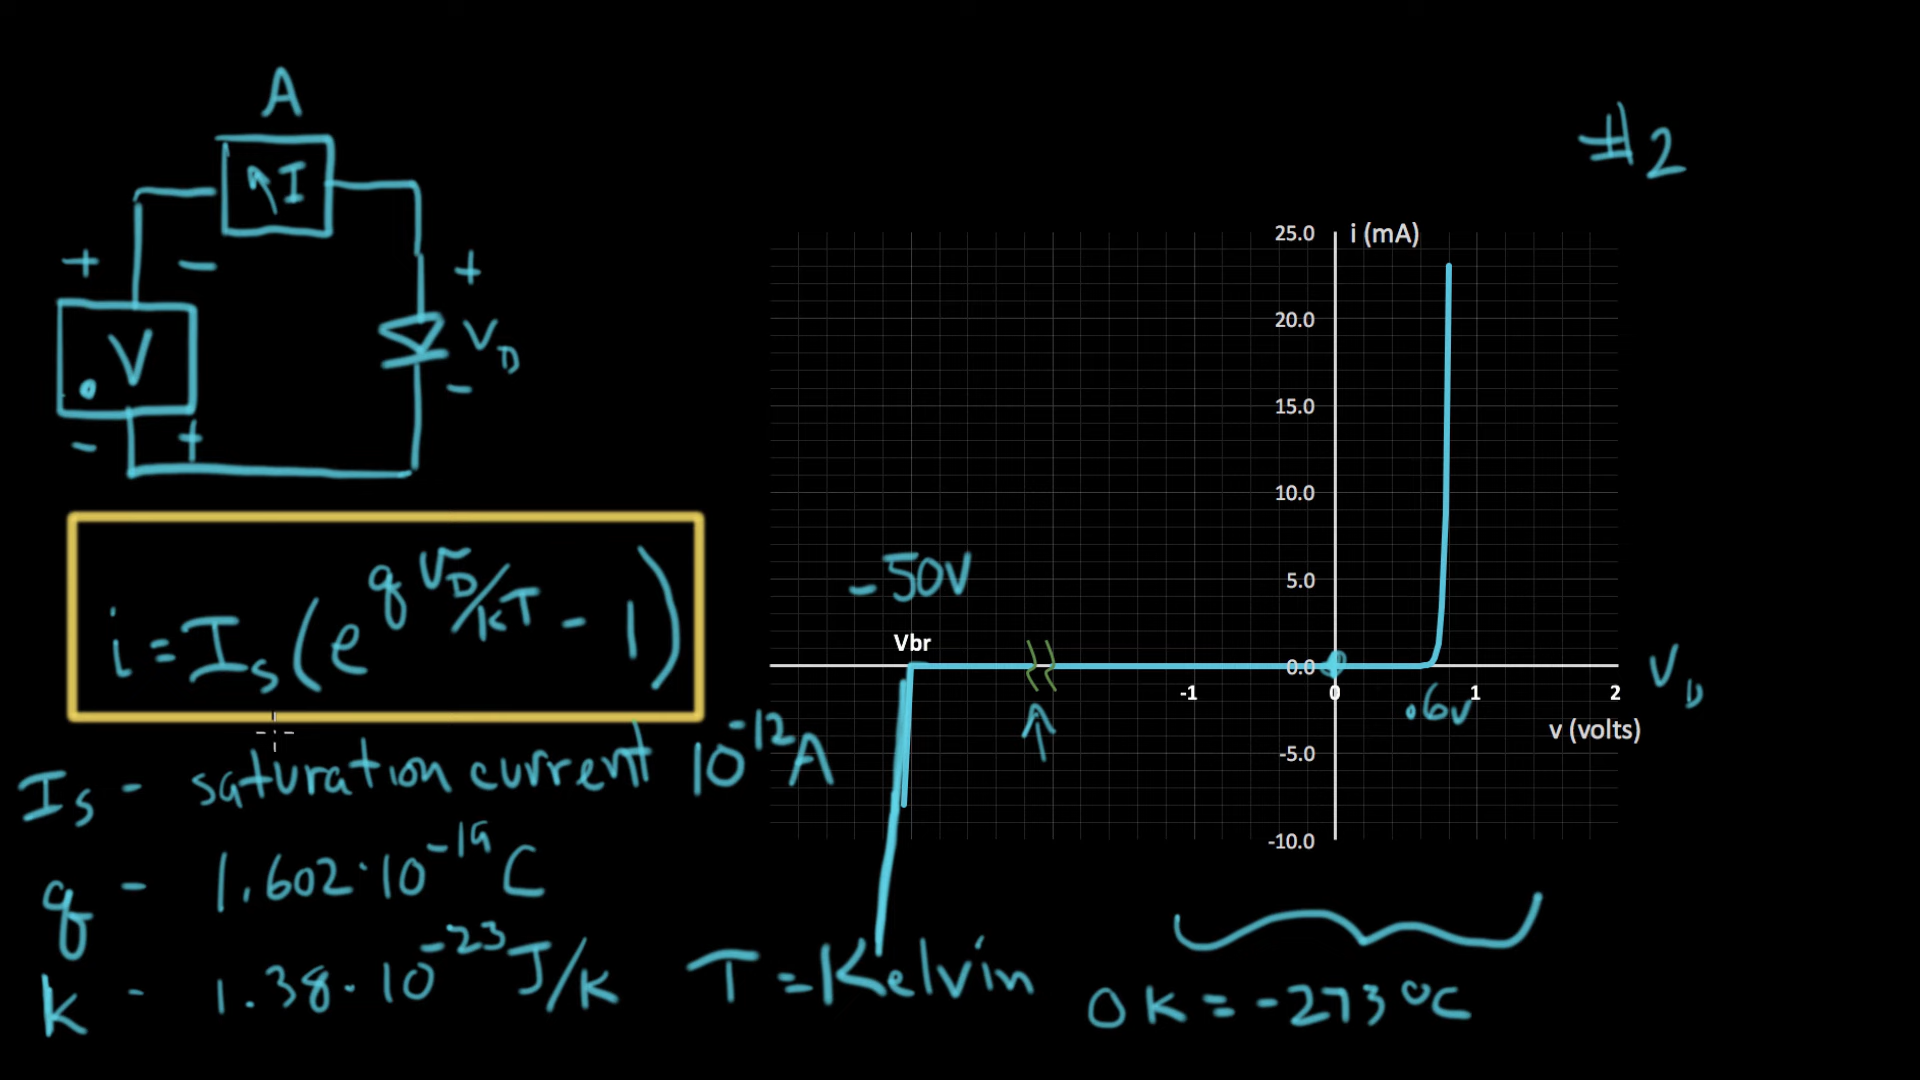 A
I
+ - +
V
V_D
-
- +
#2
i = I_s (e^{qv_D/kT} - 1)
I_s - saturation current 10^{-12} A
q - 1.602 · 10^{-19} C
k - 1.38 · 10^{-23} J/K T = Kelvin 0 K = -273 °C
i (mA)
25.0
20.0
15.0
10.0
5.0
0.0
-5.0
-10.0
-50V
Vbr
-1 0 1 2
.6v
v (volts)
V_D